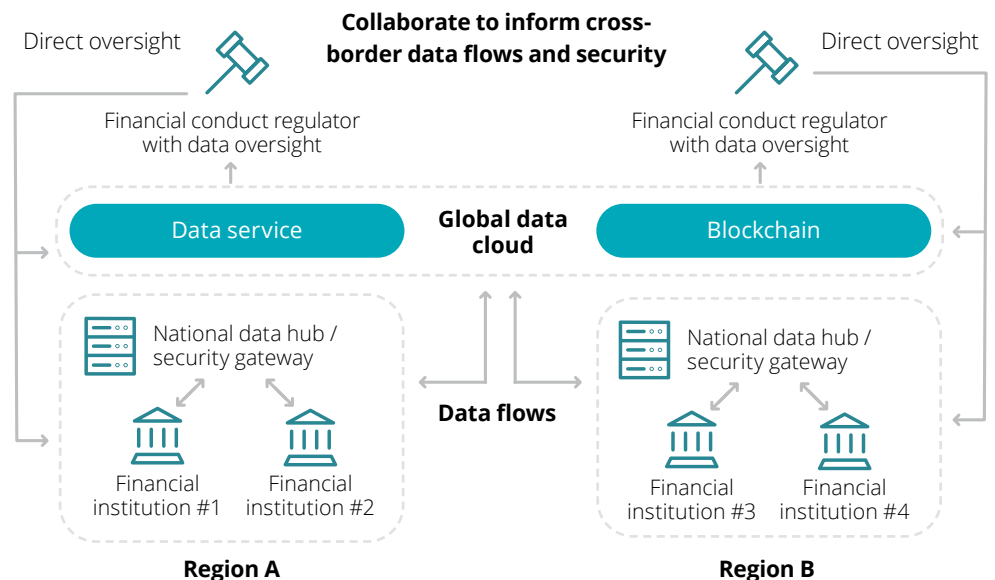 Collaborate to inform cross-
border data flows and security
Direct oversight
Direct oversight
Financial conduct regulator
with data oversight
Financial conduct regulator
with data oversight
Data service
Global data
cloud
Blockchain
National data hub /
security gateway
National data hub /
security gateway
Data flows
Financial
institution #1
Financial
institution #2
Financial
institution #3
Financial
institution #4
Region A
Region B